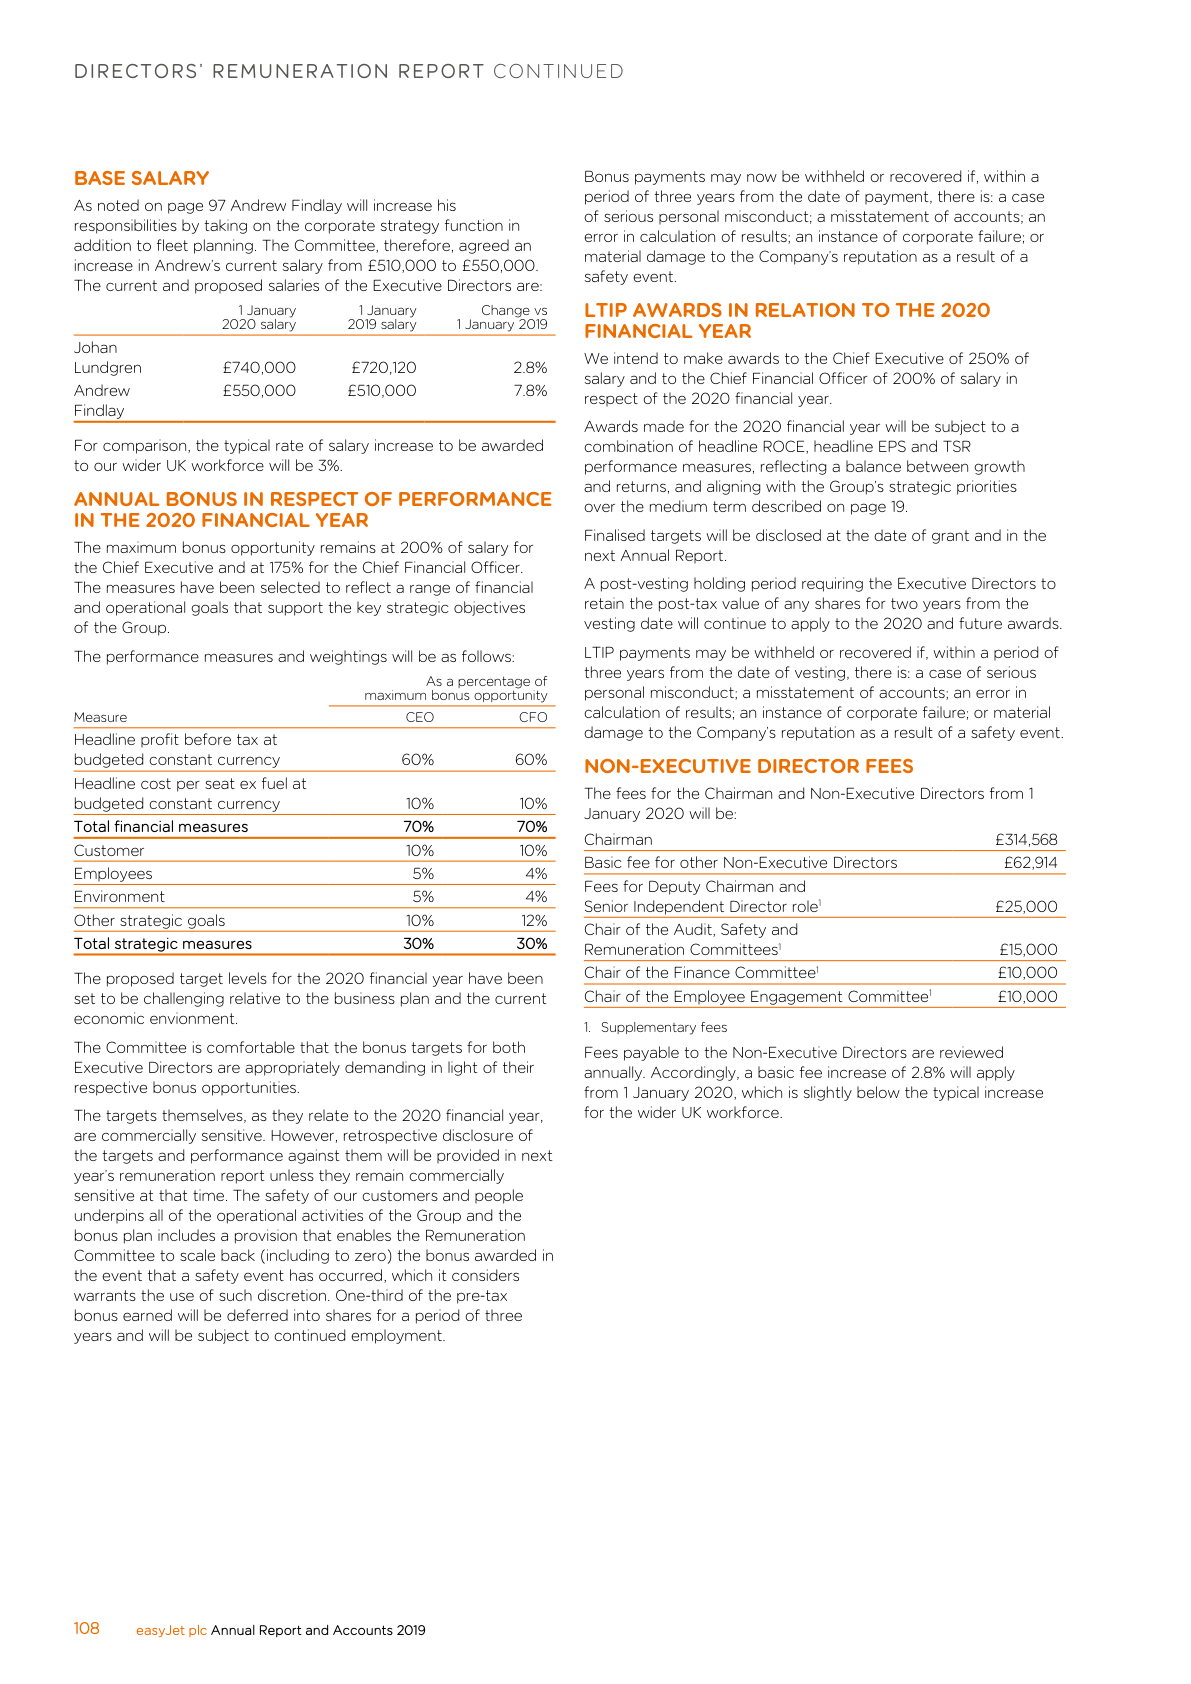 DIRECTORS' REMUNERATION REPORT CONTINUED
BASE SALARY
As noted on page 97 Andrew Findlay will increase his
responsibilities by taking on the corporate strategy function in
addition to fleet planning. The Committee, therefore, agreed an
increase in Andrew's current salary from £510,000 to £550,000.
The current and proposed salaries of the Executive Directors are:
1 January 1 January Change vs
2020 salary 2019 salary 1 January 2019
Johan
Lundgren £740,000 £720,120 2.8%
Andrew £550,000 £510,000 7.8%
Findlay
For comparison, the typical rate of salary increase to be awarded
to our wider UK workforce will be 3%.
ANNUAL BONUS IN RESPECT OF PERFORMANCE
IN THE 2020 FINANCIAL YEAR
The maximum bonus opportunity remains at 200% of salary for
the Chief Executive and at 175% for the Chief Financial Officer.
The measures have been selected to reflect a range of financial
and operational goals that support the key strategic objectives
of the Group.
The performance measures and weightings will be as follows:
As a percentage of
maximum bonus opportunity
Measure CEO CFO
Headline profit before tax at
budgeted constant currency 60% 60%
Headline cost per seat ex fuel at
budgeted constant currency 10% 10%
Total financial measures 70% 70%
Customer 10% 10%
Employees 5% 4%
Environment 5% 4%
Other strategic goals 10% 12%
Total strategic measures 30% 30%
The proposed target levels for the 2020 financial year have been
set to be challenging relative to the business plan and the current
economic envionment.
The Committee is comfortable that the bonus targets for both
Executive Directors are appropriately demanding in light of their
respective bonus opportunities.
The targets themselves, as they relate to the 2020 financial year,
are commercially sensitive. However, retrospective disclosure of
the targets and performance against them will be provided in next
year's remuneration report unless they remain commercially
sensitive at that time. The safety of our customers and people
underpins all of the operational activities of the Group and the
bonus plan includes a provision that enables the Remuneration
Committee to scale back (including to zero) the bonus awarded in
the event that a safety event has occurred, which it considers
warrants the use of such discretion. One-third of the pre-tax
bonus earned will be deferred into shares for a period of three
years and will be subject to continued employment.
Bonus payments may now be withheld or recovered if, within a
period of three years from the date of payment, there is: a case
of serious personal misconduct; a misstatement of accounts; an
error in calculation of results; an instance of corporate failure; or
material damage to the Company's reputation as a result of a
safety event.
LTIP AWARDS IN RELATION TO THE 2020
FINANCIAL YEAR
We intend to make awards to the Chief Executive of 250% of
salary and to the Chief Financial Officer of 200% of salary in
respect of the 2020 financial year.
Awards made for the 2020 financial year will be subject to a
combination of headline ROCE, headline EPS and TSR
performance measures, reflecting a balance between growth
and returns, and aligning with the Group's strategic priorities
over the medium term described on page 19.
Finalised targets will be disclosed at the date of grant and in the
next Annual Report.
A post-vesting holding period requiring the Executive Directors to
retain the post-tax value of any shares for two years from the
vesting date will continue to apply to the 2020 and future awards.
LTIP payments may be withheld or recovered if, within a period of
three years from the date of vesting, there is: a case of serious
personal misconduct; a misstatement of accounts; an error in
calculation of results; an instance of corporate failure; or material
damage to the Company's reputation as a result of a safety event.
NON-EXECUTIVE DIRECTOR FEES
The fees for the Chairman and Non-Executive Directors from 1
January 2020 will be:
Chairman £314,568
Basic fee for other Non-Executive Directors £62,914
Fees for Deputy Chairman and
Senior Independent Director role¹ £25,000
Chair of the Audit, Safety and
Remuneration Committees¹ £15,000
Chair of the Finance Committee¹ £10,000
Chair of the Employee Engagement Committee¹ £10,000
1. Supplementary fees
Fees payable to the Non-Executive Directors are reviewed
annually. Accordingly, a basic fee increase of 2.8% will apply
from 1 January 2020, which is slightly below the typical increase
for the wider UK workforce.
108 easyJet plc Annual Report and Accounts 2019